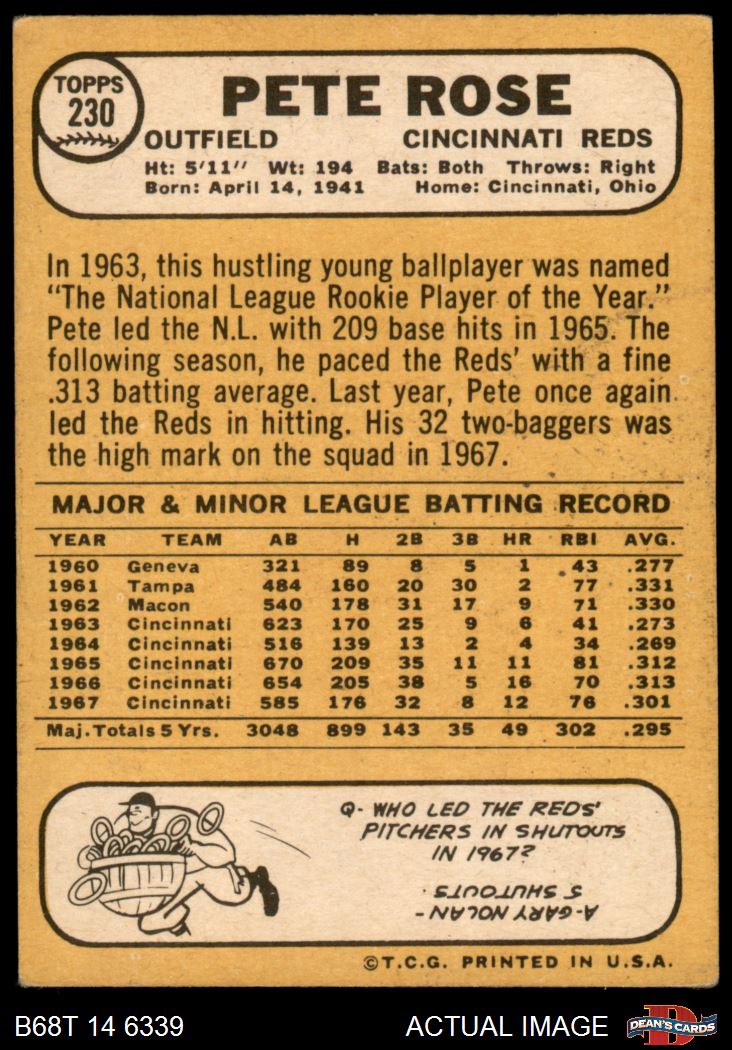 TOPPS
230
PETE ROSE
OUTFIELD CINCINNATI REDS
Ht: 5'11" Wt: 194 Bats: Both Throws: Right
Born: April 14, 1941 Home: Cincinnati, Ohio
In 1963, this hustling young ballplayer was named
"The National League Rookie Player of the Year."
Pete led the N.L. with 209 base hits in 1965. The
following season, he paced the Reds' with a fine
.313 batting average. Last year, Pete once again
led the Reds in hitting. His 32 two-baggers was
the high mark on the squad in 1967.
MAJOR & MINOR LEAGUE BATTING RECORD
YEAR TEAM AB H 2B 3B HR RBI AVG.
1960 Geneva 321 89 8 5 1 43 .277
1961 Tampa 484 160 20 30 2 77 .331
1962 Macon 540 178 31 17 9 71 .330
1963 Cincinnati 623 170 25 9 6 41 .273
1964 Cincinnati 516 139 13 2 4 34 .269
1965 Cincinnati 670 209 35 11 11 81 .312
1966 Cincinnati 654 205 38 5 16 70 .313
1967 Cincinnati 585 176 32 8 12 76 .301
Maj. Totals 5 Yrs. 3048 899 143 35 49 302 .295
Q- WHO LED THE REDS'
PITCHERS IN SHUTOUTS
IN 1967?
A-GARY NOLAN -
5 SHUTOUTS.
©T.C.G. PRINTED IN U.S.A.
B68T 14 6339 ACTUAL IMAGE
D
DEAN'S CARDS